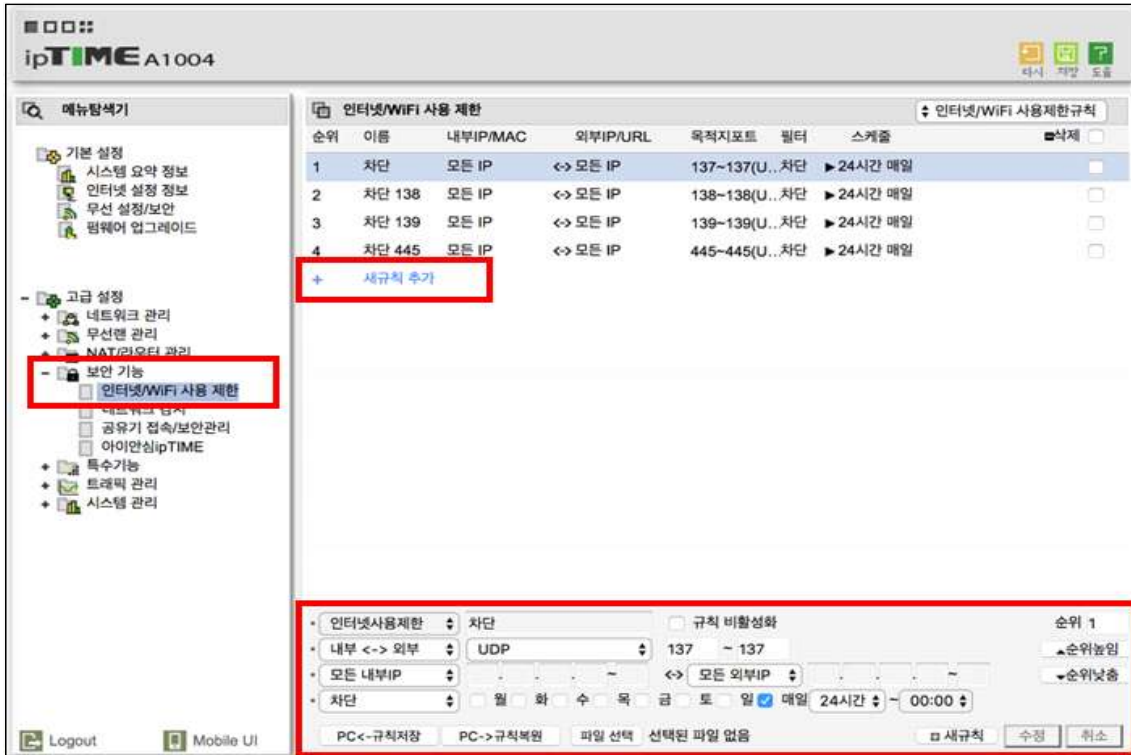 ipTIME A1004
다시 저장 도움
메뉴탐색기
기본 설정
시스템 요약 정보
인터넷 설정 정보
무선 설정/보안
펌웨어 업그레이드
고급 설정
네트워크 관리
무선랜 관리
NAT/라우터 관리
보안 기능
인터넷/WiFi 사용 제한
네트워크 감시
공유기 접속/보안관리
아이안심ipTIME
특수기능
트래픽 관리
시스템 관리
Logout Mobile UI
인터넷/WiFi 사용 제한 인터넷/WiFi 사용제한규칙
순위 이름 내부IP/MAC 외부IP/URL 목적지포트 필터 스케줄 삭제
1 차단 모든 IP <-> 모든 IP 137~137(U.. 차단 ▶24시간 매일
2 차단 138 모든 IP <-> 모든 IP 138~138(U.. 차단 ▶24시간 매일
3 차단 139 모든 IP <-> 모든 IP 139~139(U.. 차단 ▶24시간 매일
4 차단 445 모든 IP <-> 모든 IP 445~445(U.. 차단 ▶24시간 매일
+ 새규칙 추가
인터넷사용제한 차단 규칙 비활성화 순위 1
내부 <-> 외부 UDP 137 ~ 137 ▲순위높임
모든 내부IP . . . ~ <-> 모든 외부IP . . . ~ ▼순위낮춤
차단 월 화 수 목 금 토 일 매일 24시간 ~ 00:00
PC<-규칙저장 PC->규칙복원 파일 선택 선택된 파일 없음 새규칙 수정 취소